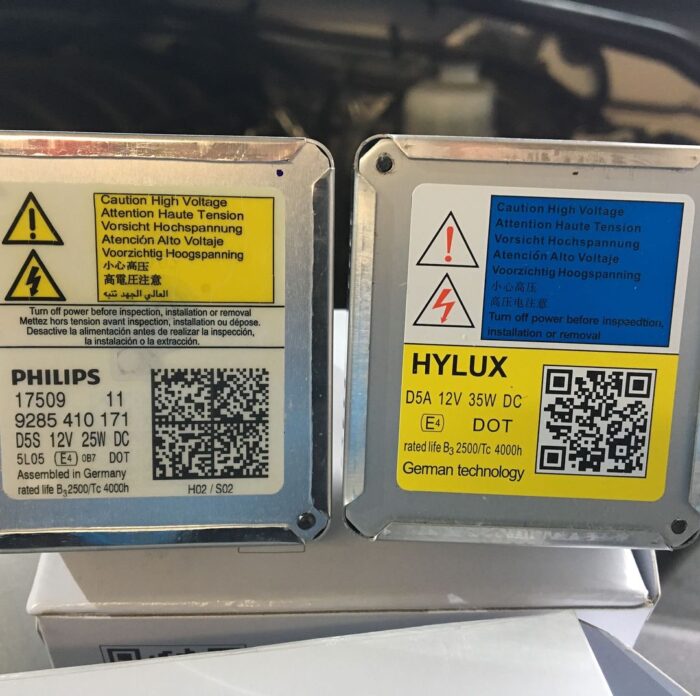 Caution High Voltage
Attention Haute Tension
Vorsicht Hochspannung
Atención Alto Voltaje
Voorzichtig Hoogspanning
小心高压
高電圧注意
العالي الجهد تنبه
Turn off power before inspection, installation or removal
Mettez hors tension avant inspection, installation ou dépose.
Desactive la alimentación antes de realizar la inspección,
la instalación o la extracción.
PHILIPS
17509 11
9285 410 171
D5S 12V 25W DC
5L05 E4 0B7 DOT
Assembled in Germany
rated life B3 2500/Tc 4000h
H02 / S02
Caution High Voltage
Attention Haute Tension
Vorsicht Hochspannung
Atención Alto Voltaje
Voorzichtig Hoogspanning
小心高压
高压电注意
Turn off power before inspaedtion,
installation or removal
HYLUX
D5A 12V 35W DC
E4 DOT
rated life B3 2500/Tc 4000h
German technology